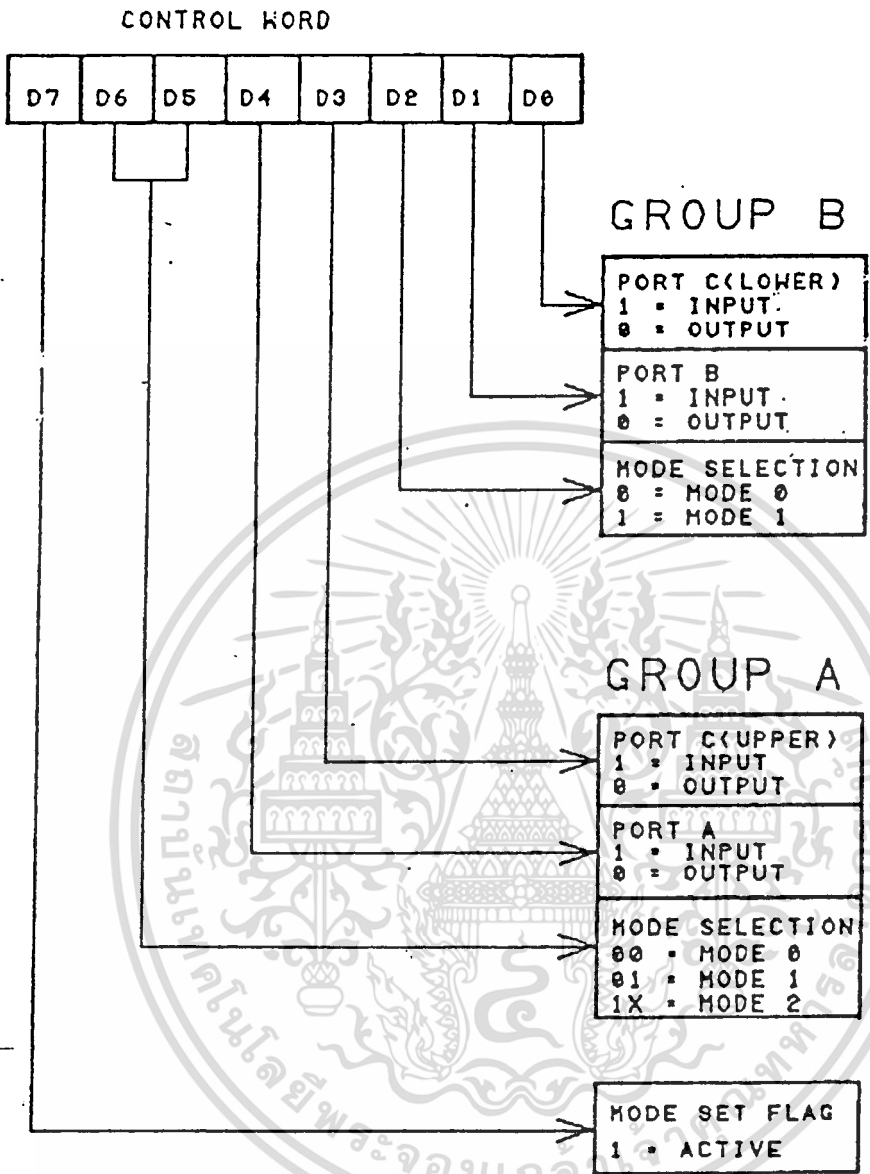 CONTROL WORD
D7 D6 D5 D4 D3 D2 D1 D0
GROUP B
PORT C(LOWER)
1 = INPUT
0 = OUTPUT
PORT B
1 = INPUT
0 = OUTPUT
MODE SELECTION
0 = MODE 0
1 = MODE 1
GROUP A
PORT C(UPPER)
1 = INPUT
0 = OUTPUT
PORT A
1 = INPUT
0 = OUTPUT
MODE SELECTION
00 = MODE 0
01 = MODE 1
1X = MODE 2
MODE SET FLAG
1 = ACTIVE